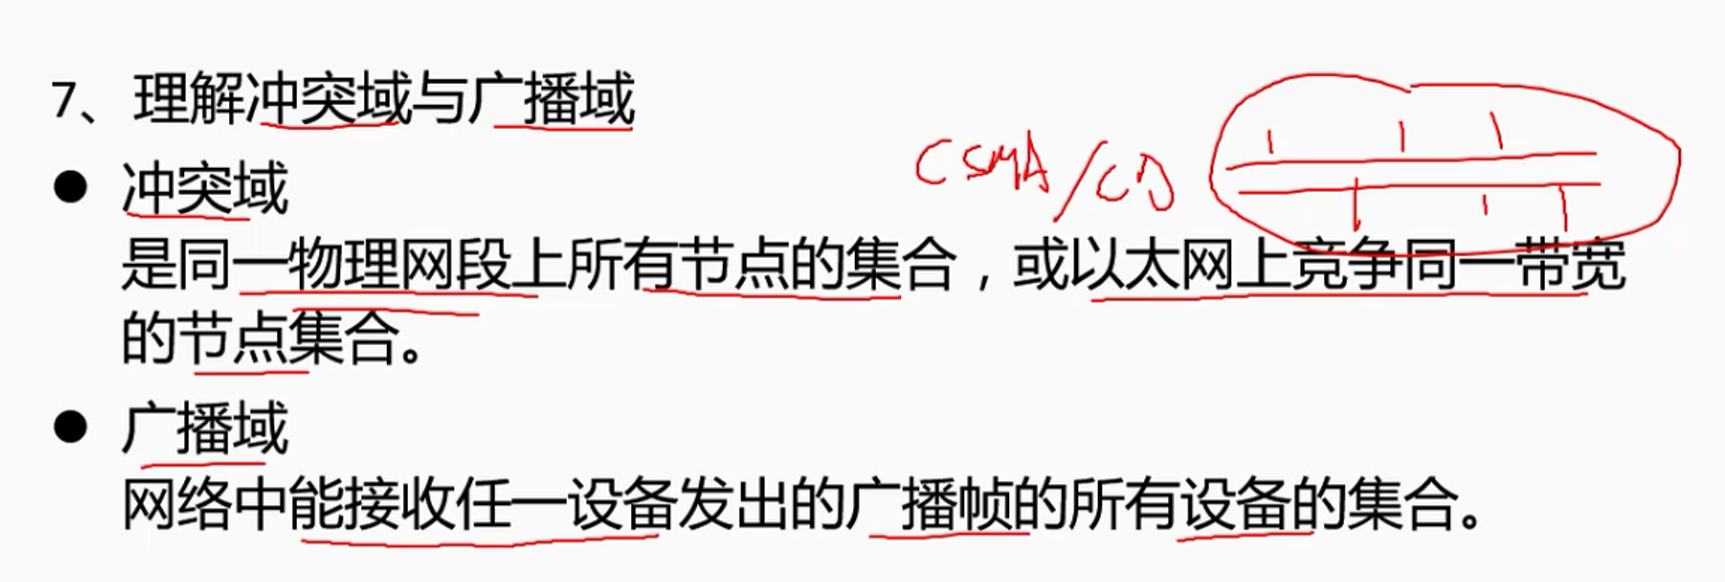 7、理解冲突域与广播域
CSMA/CD
● 冲突域
是同一物理网段上所有节点的集合，或以太网上竞争同一带宽
的节点集合。
● 广播域
网络中能接收任一设备发出的广播帧的所有设备的集合。